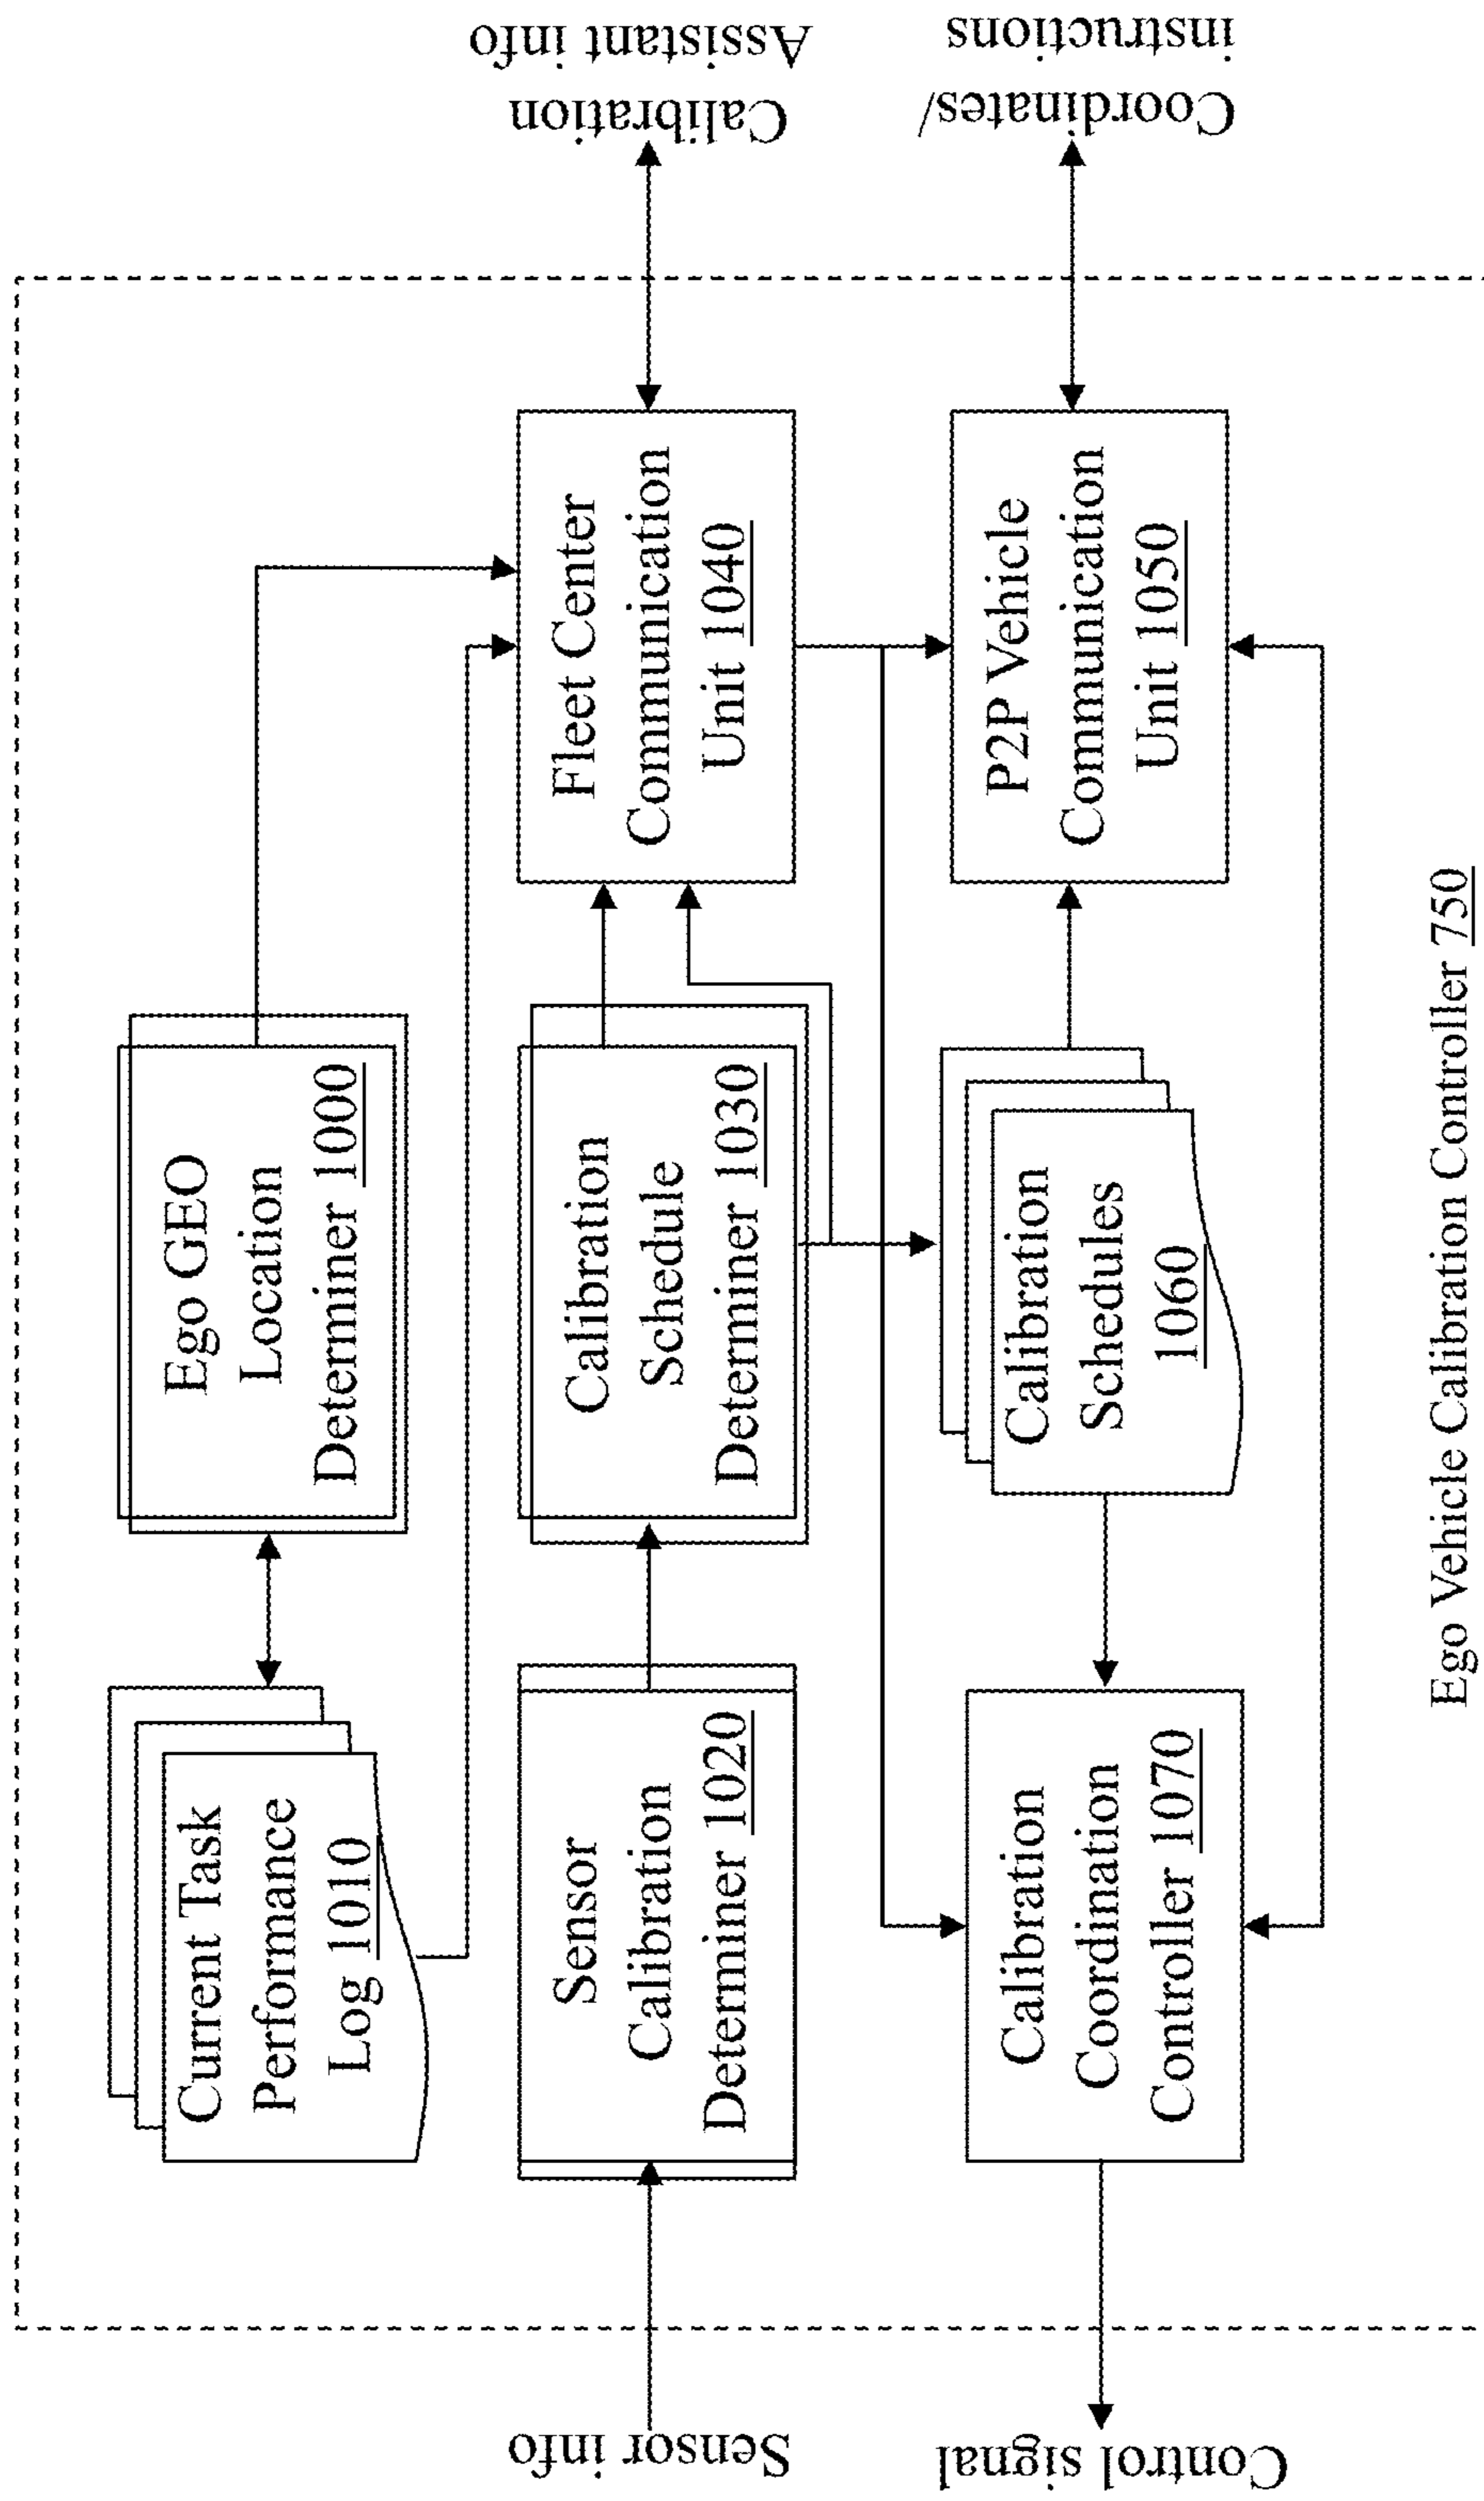 Current Task
Performance
Log 1010
Ego GEO
Location
Determiner 1000
Sensor info
Sensor
Calibration
Determiner 1020
Calibration
Schedule
Determiner 1030
Fleet Center
Communication
Unit 1040
Calibration
Assistant info
Control signal
Calibration
Coordination
Controller 1070
Calibration
Schedules
1060
P2P Vehicle
Communication
Unit 1050
Coordinates/
instructions
Ego Vehicle Calibration Controller 750